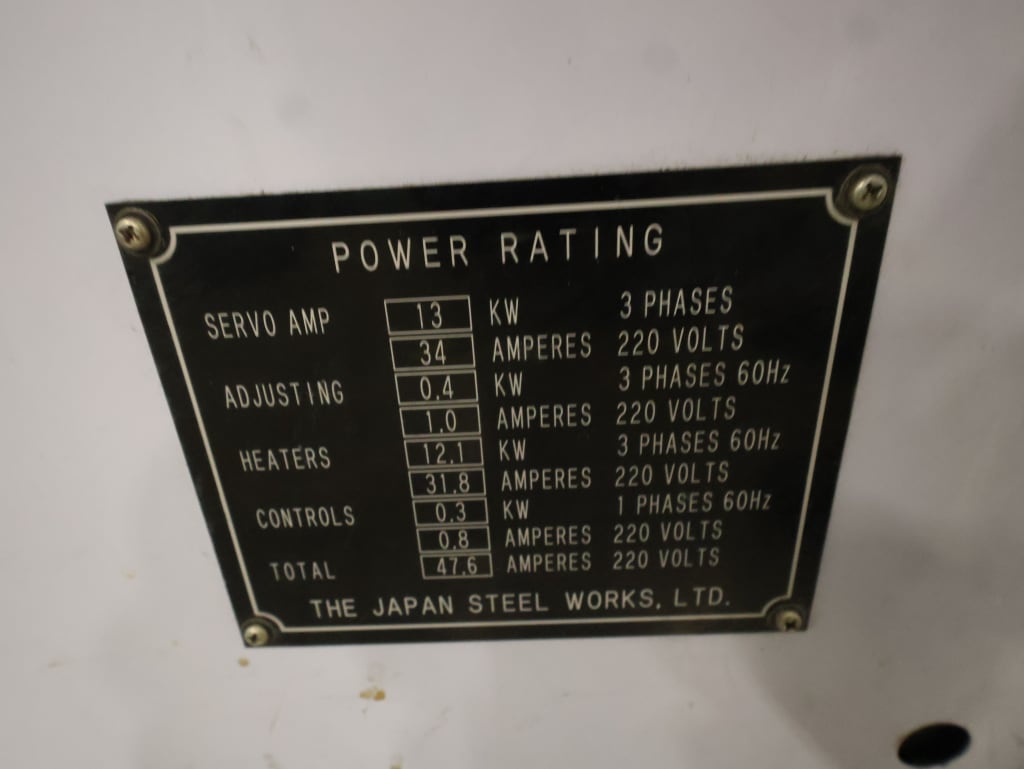 POWER RATING
SERVO AMP 13 KW 3 PHASES
34 AMPERES 220 VOLTS
ADJUSTING 0.4 KW 3 PHASES 60Hz
1.0 AMPERES 220 VOLTS
HEATERS 12.1 KW 3 PHASES 60Hz
31.8 AMPERES 220 VOLTS
CONTROLS 0.3 KW 1 PHASES 60Hz
0.8 AMPERES 220 VOLTS
TOTAL 47.6 AMPERES 220 VOLTS
THE JAPAN STEEL WORKS, LTD.